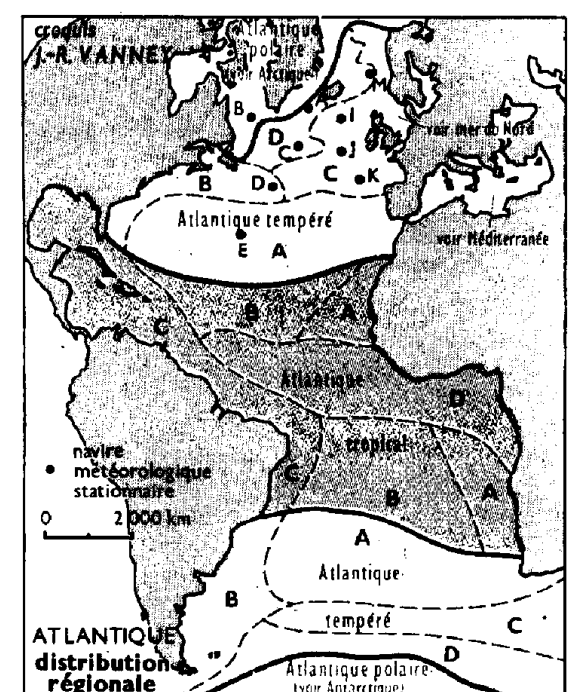 croquis
J.-R. VANNEY
Atlantique
polaire
(voir Arctique)
L
M
B
I
D
C
J
voir mer du Nord
B
D
C
K
Atlantique tempéré
E A
voir Méditerranée
B
A
C
Atlantique
D
tropical
C
B
A
navire
météorologique
stationnaire
0 2 000 km
A
Atlantique
B
tempéré
C
D
ATLANTIQUE
distribution
régionale
Atlantique polaire
(voir Antarctique)